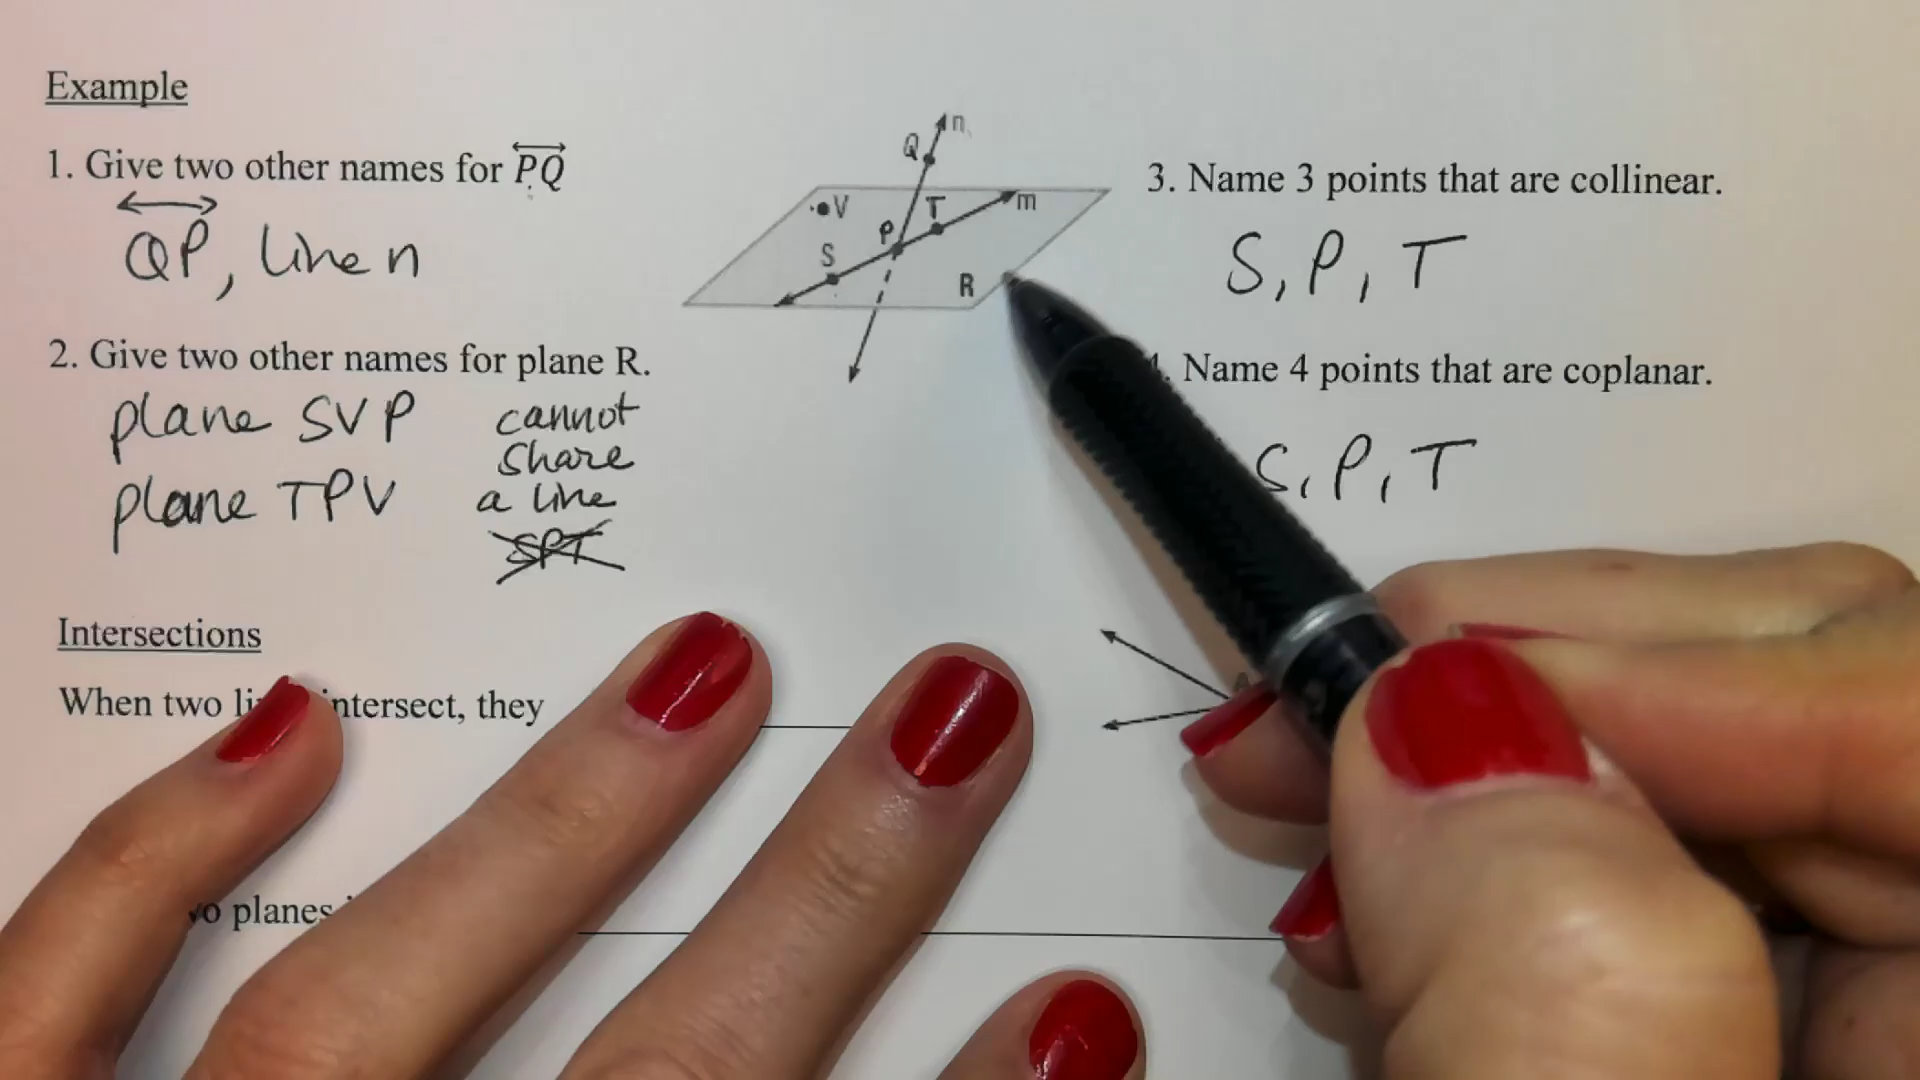 Example
1. Give two other names for PQ
QP, line n
2. Give two other names for plane R.
plane SVP
plane TPV
cannot
share
a line
SPT
Q
n
V
T
m
P
S
R
3. Name 3 points that are collinear.
S, P, T
Name 4 points that are coplanar.
S, P, T
Intersections
When two intersect, they
planes